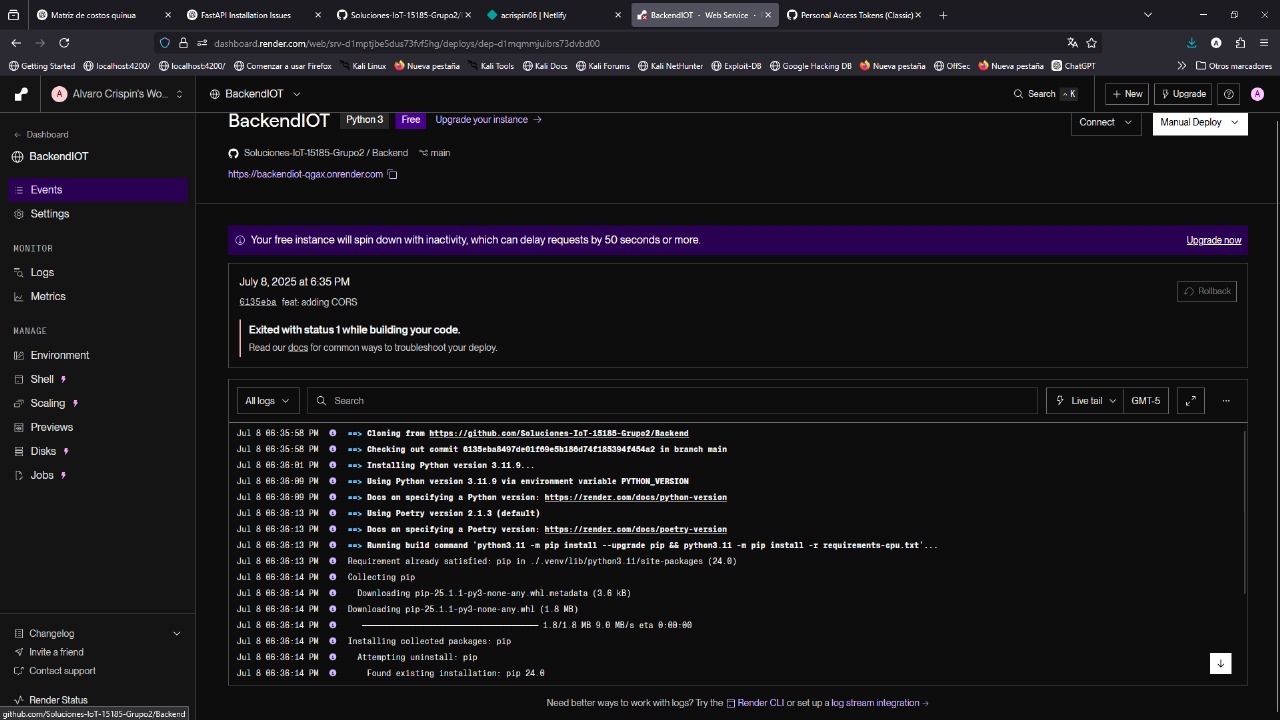 Matriz de costos quinua
FastAPI Installation Issues
Soluciones-IoT-15185-Grupo2/
acrispin06 | Netlify
BackendIOT · Web Service ·
Personal Access Tokens (Classic)
dashboard.render.com/web/srv-d1mptjbe5dus73fvf5hg/deploys/dep-d1mqmmjuibrs73dvbd00
Getting Started
localhost:4200/
localhost:4200/
Comenzar a usar Firefox
Kali Linux
Nueva pestaña
Kali Tools
Kali Docs
Kali Forums
Kali NetHunter
Exploit-DB
Google Hacking DB
Nueva pestaña
OffSec
Nueva pestaña
ChatGPT
Otros marcadores
A Alvaro Crispin's Wo...
BackendIOT
Search
K
+ New
Upgrade
A
Dashboard
BackendIOT
Events
Settings
MONITOR
Logs
Metrics
MANAGE
Environment
Shell
Scaling
Previews
Disks
Jobs
Changelog
Invite a friend
Contact support
Render Status
github.com/Soluciones-IoT-15185-Grupo2/Backend
BackendIOT Python 3 Free Upgrade your instance →
Connect
Manual Deploy
Soluciones-IoT-15185-Grupo2 / Backend main
https://backendiot-qgax.onrender.com
Your free instance will spin down with inactivity, which can delay requests by 50 seconds or more.
Upgrade now
July 8, 2025 at 6:35 PM
6135eba feat: adding CORS
Rollback
Exited with status 1 while building your code.
Read our docs for common ways to troubleshoot your deploy.
All logs
Search
Live tail
GMT-5
...
Jul 8 06:35:58 PM ==> Cloning from https://github.com/Soluciones-IoT-15185-Grupo2/Backend
Jul 8 06:35:58 PM ==> Checking out commit 6135eba8497de01f69e5b186d74f185394f454a2 in branch main
Jul 8 06:36:01 PM ==> Installing Python version 3.11.9...
Jul 8 06:36:09 PM ==> Using Python version 3.11.9 via environment variable PYTHON_VERSION
Jul 8 06:36:09 PM ==> Docs on specifying a Python version: https://render.com/docs/python-version
Jul 8 06:36:13 PM ==> Using Poetry version 2.1.3 (default)
Jul 8 06:36:13 PM ==> Docs on specifying a Poetry version: https://render.com/docs/poetry-version
Jul 8 06:36:13 PM ==> Running build command 'python3.11 -m pip install --upgrade pip && python3.11 -m pip install -r requirements-cpu.txt'...
Jul 8 06:36:13 PM Requirement already satisfied: pip in ./.venv/lib/python3.11/site-packages (24.0)
Jul 8 06:36:14 PM Collecting pip
Jul 8 06:36:14 PM Downloading pip-25.1.1-py3-none-any.whl.metadata (3.6 kB)
Jul 8 06:36:14 PM Downloading pip-25.1.1-py3-none-any.whl (1.8 MB)
Jul 8 06:36:14 PM 1.8/1.8 MB 9.0 MB/s eta 0:00:00
Jul 8 06:36:14 PM Installing collected packages: pip
Jul 8 06:36:14 PM Attempting uninstall: pip
Jul 8 06:36:14 PM Found existing installation: pip 24.0
Need better ways to work with logs? Try the Render CLI or set up a log stream integration →